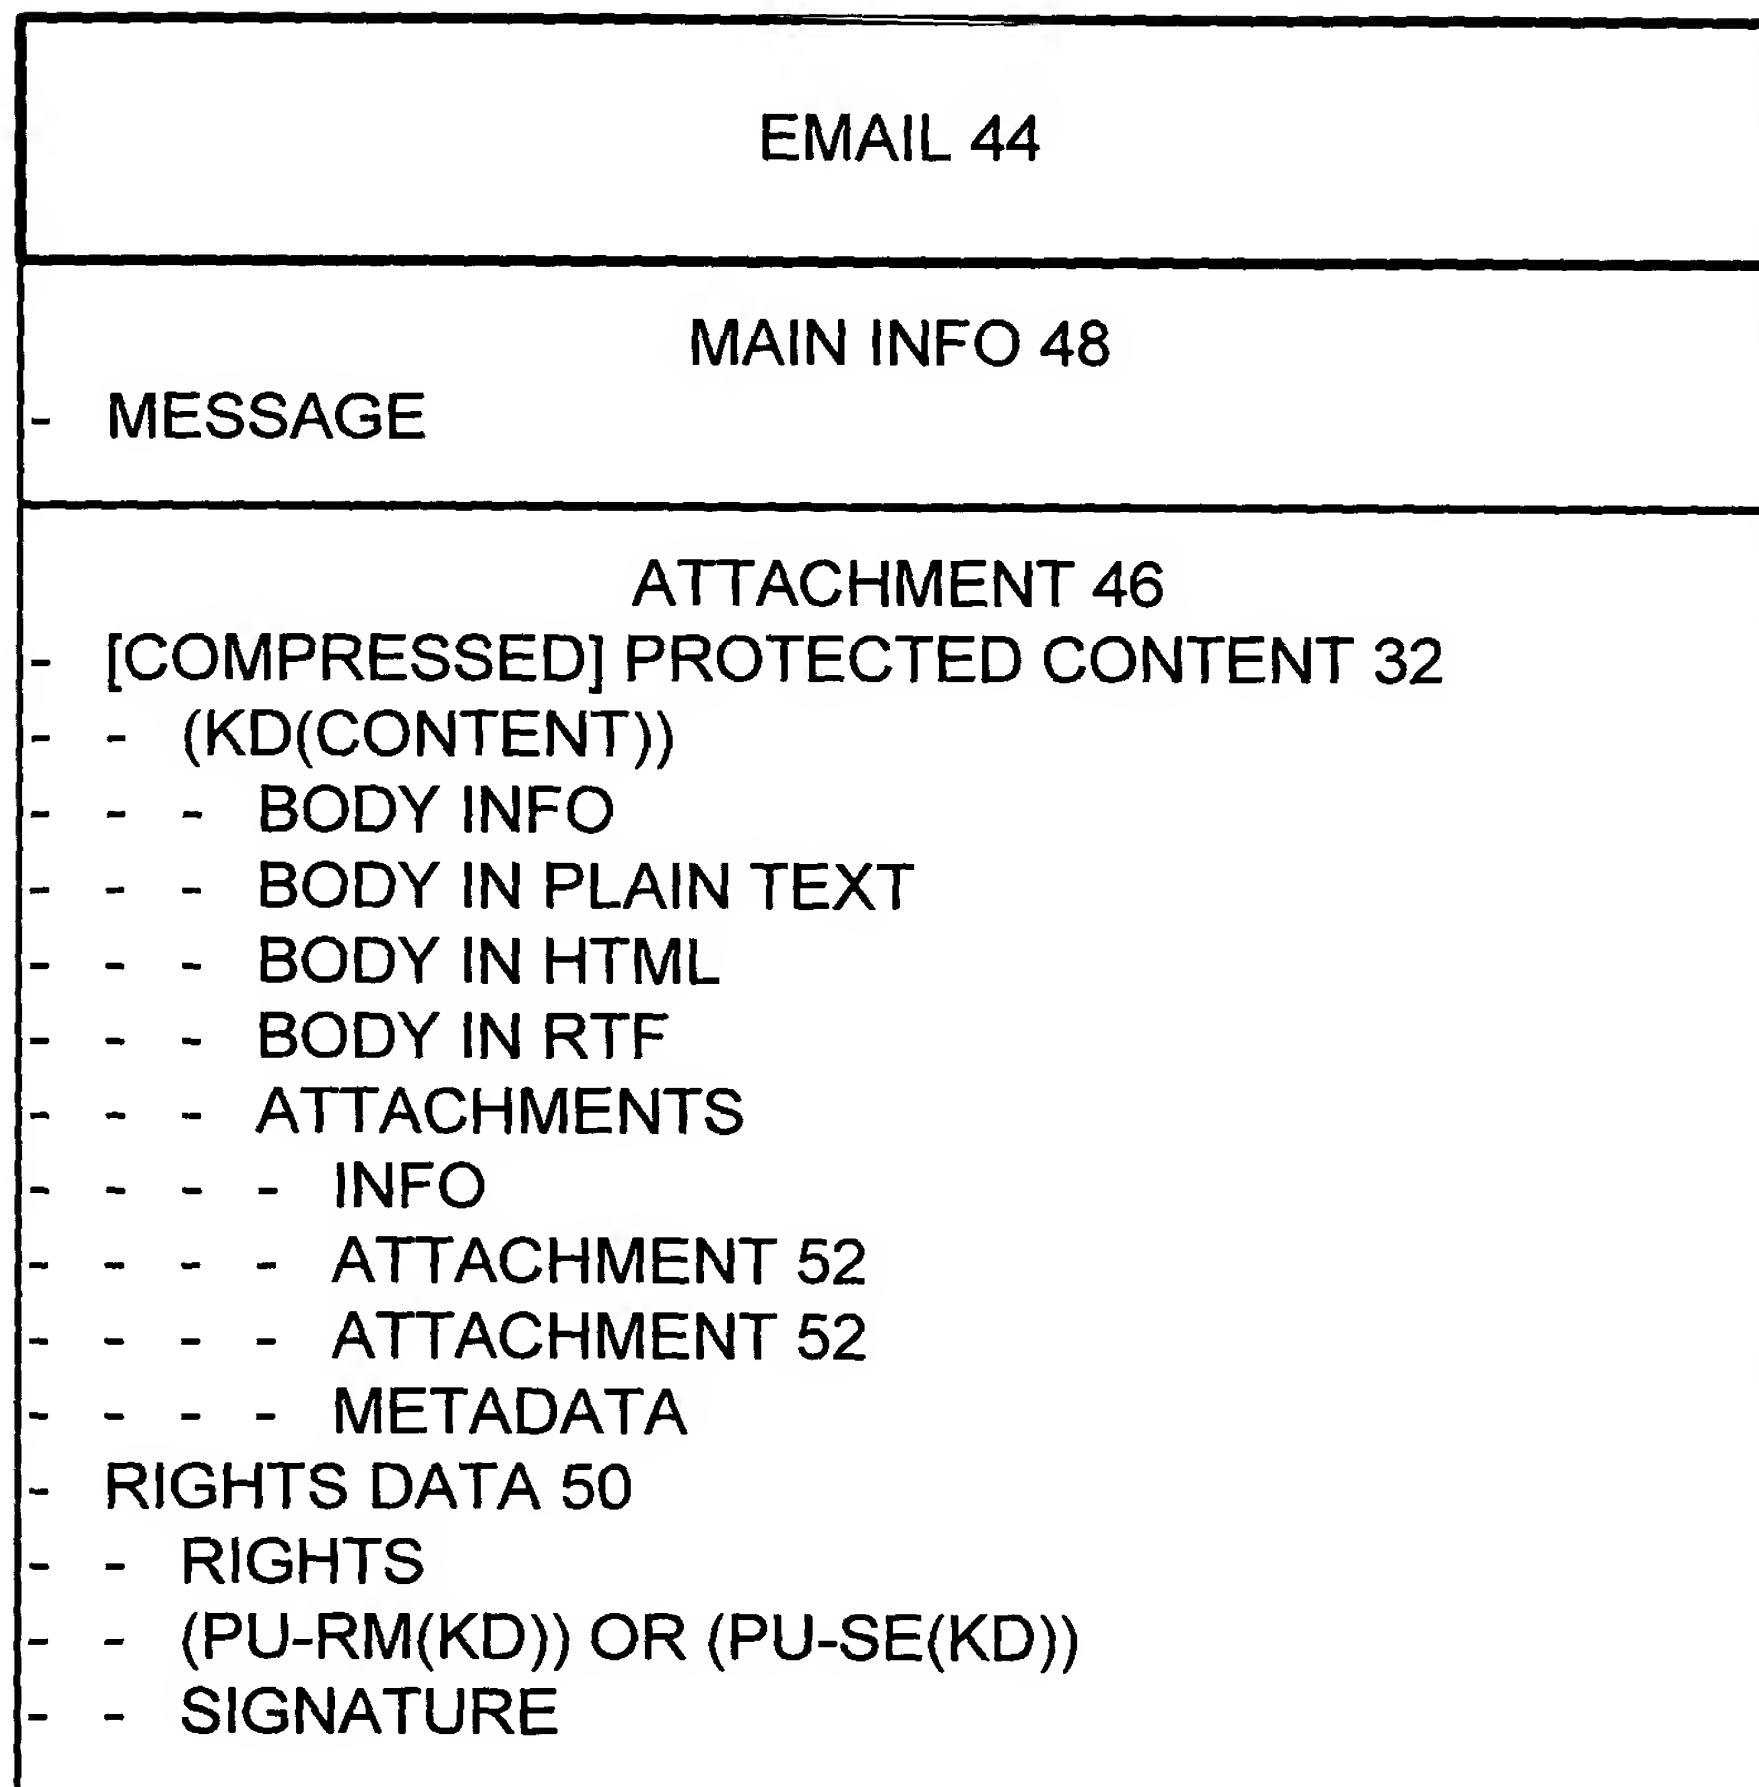 EMAIL 44
MAIN INFO 48
- MESSAGE
ATTACHMENT 46
- [COMPRESSED] PROTECTED CONTENT 32
- - (KD(CONTENT))
- - - BODY INFO
- - - BODY IN PLAIN TEXT
- - - BODY IN HTML
- - - BODY IN RTF
- - - ATTACHMENTS
- - - - INFO
- - - - ATTACHMENT 52
- - - - ATTACHMENT 52
- - - - METADATA
- RIGHTS DATA 50
- - RIGHTS
- - (PU-RM(KD)) OR (PU-SE(KD))
- - SIGNATURE